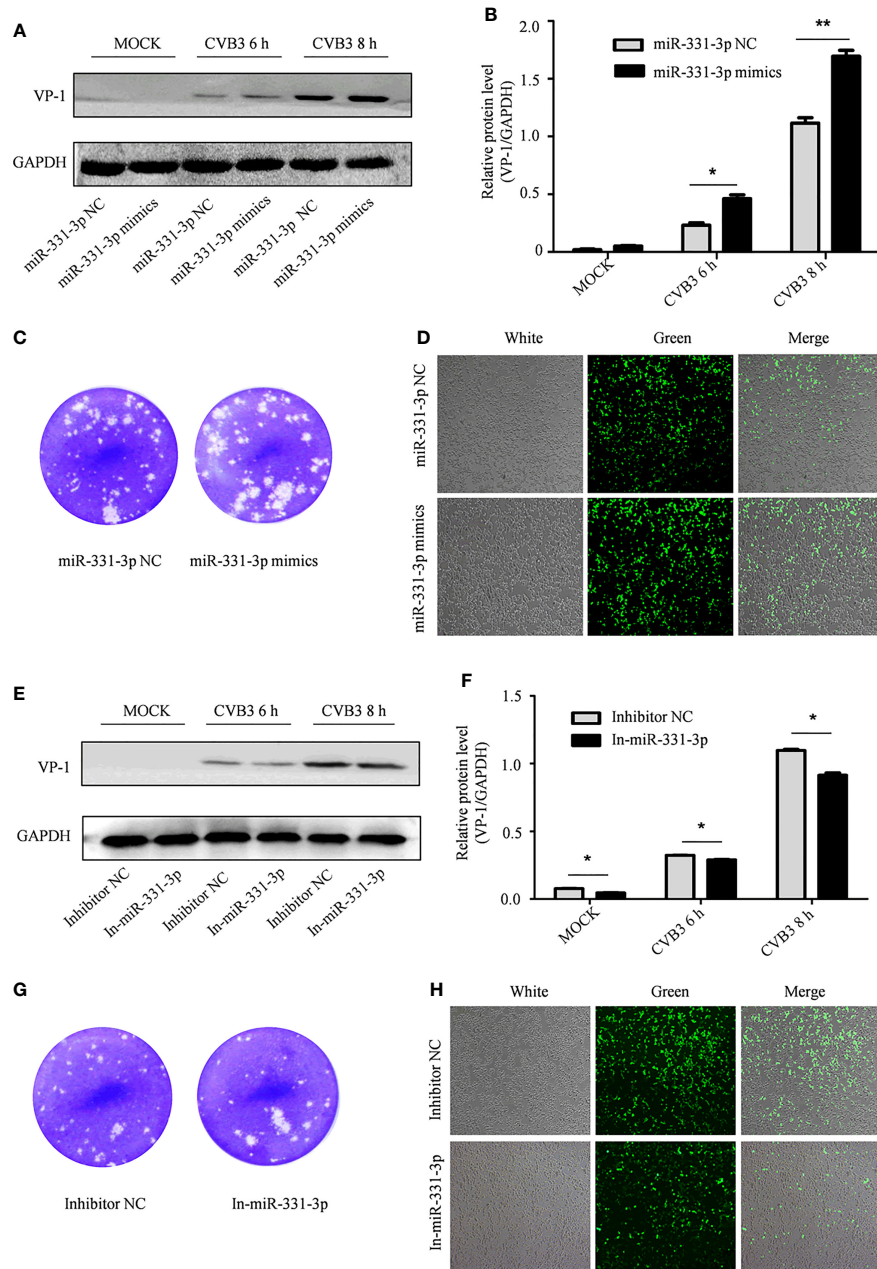 A
MOCK
CVB3 6 h
CVB3 8 h
VP-1
GAPDH
miR-331-3p NC
miR-331-3p mimics
miR-331-3p NC
miR-331-3p mimics
miR-331-3p NC
miR-331-3p mimics
B
miR-331-3p NC
miR-331-3p mimics
Relative protein level
(VP-1/GAPDH)
2.0
1.5
1.0
0.5
0
*
**
MOCK
CVB3 6 h
CVB3 8 h
C
miR-331-3p NC
miR-331-3p mimics
D
White
Green
Merge
miR-331-3p NC
miR-331-3p mimics
E
MOCK
CVB3 6 h
CVB3 8 h
VP-1
GAPDH
Inhibitor NC
In-miR-331-3p
Inhibitor NC
In-miR-331-3p
Inhibitor NC
In-miR-331-3p
F
Inhibitor NC
In-miR-331-3p
Relative protein level
(VP-1/GAPDH)
1.5
1.0
0.5
0.0
*
*
*
MOCK
CVB3 6 h
CVB3 8 h
G
Inhibitor NC
In-miR-331-3p
H
White
Green
Merge
Inhibitor NC
In-miR-331-3p